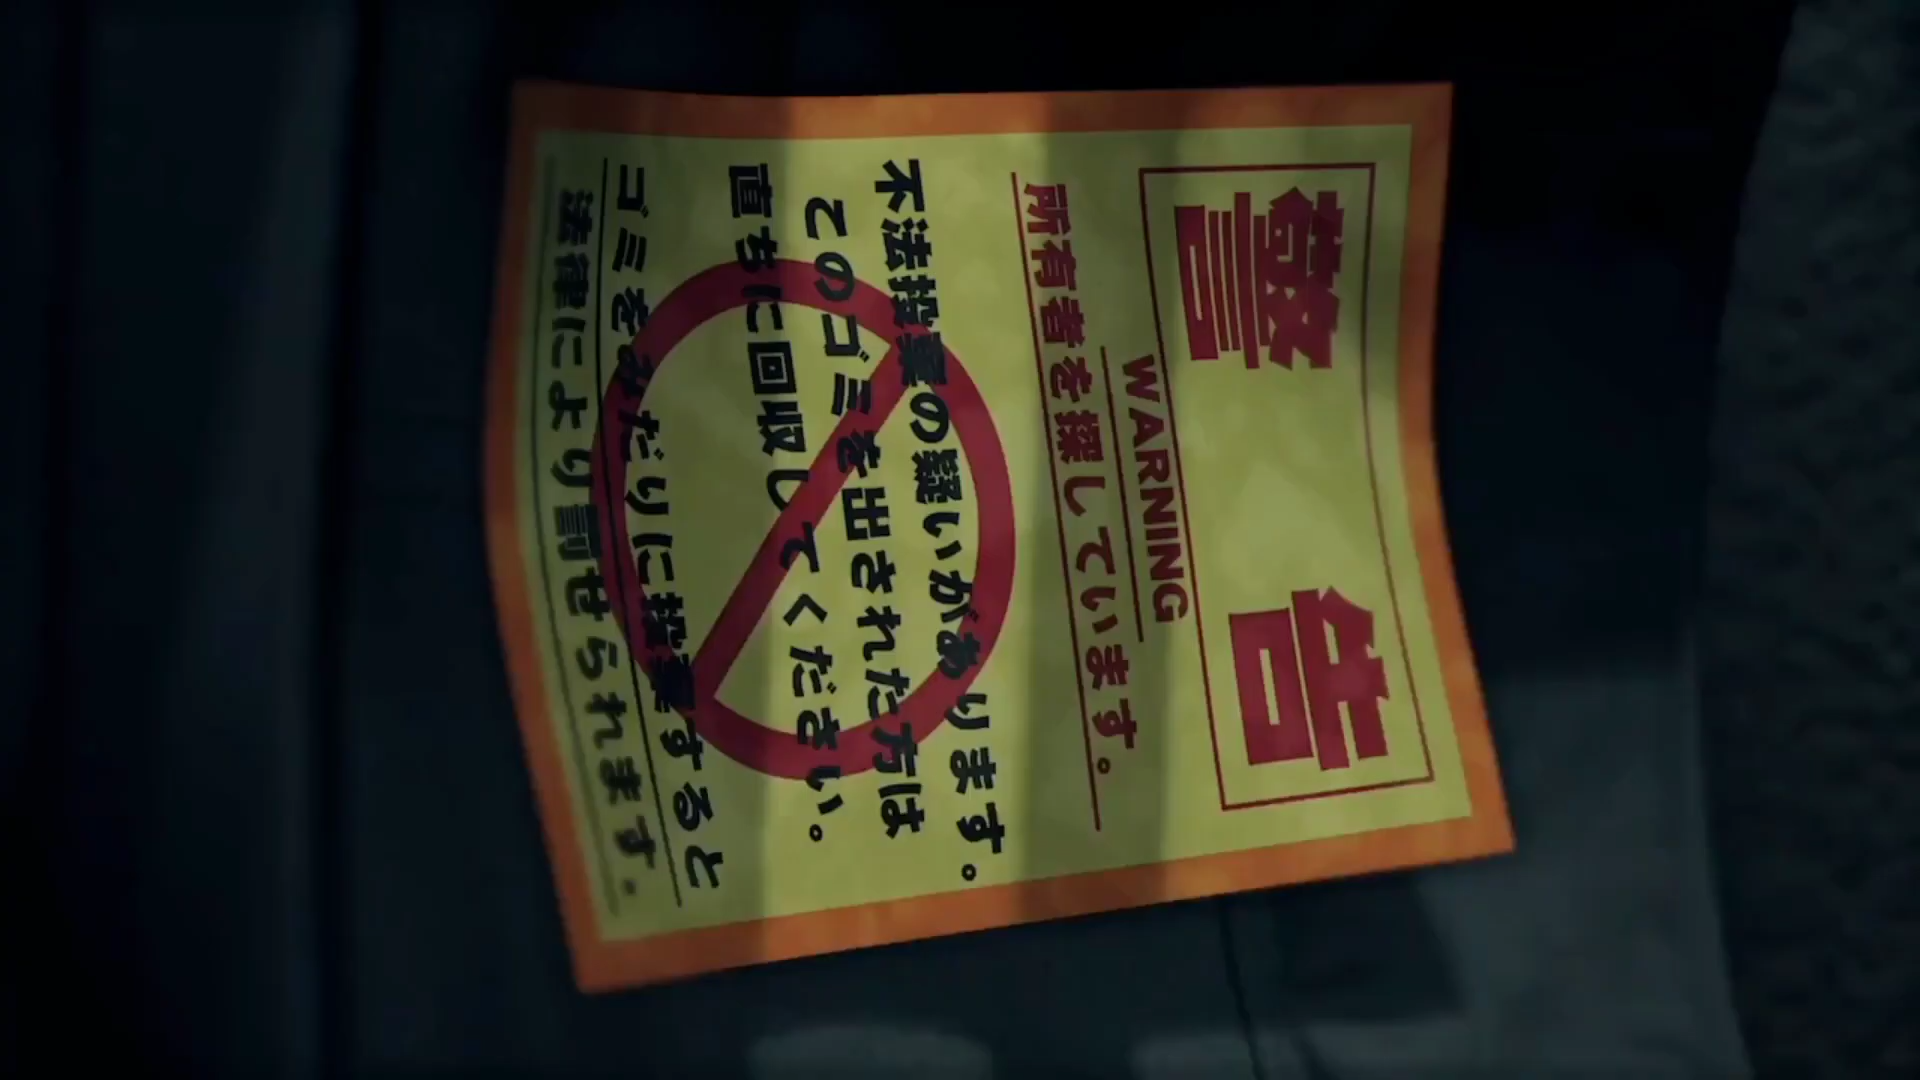 警告
WARNING
所有者を探しています。
不法投棄の疑いがあります。
このゴミを出された方は
直ちに回収してください。
ゴミをみだりに投棄すると
法律により罰せられます。